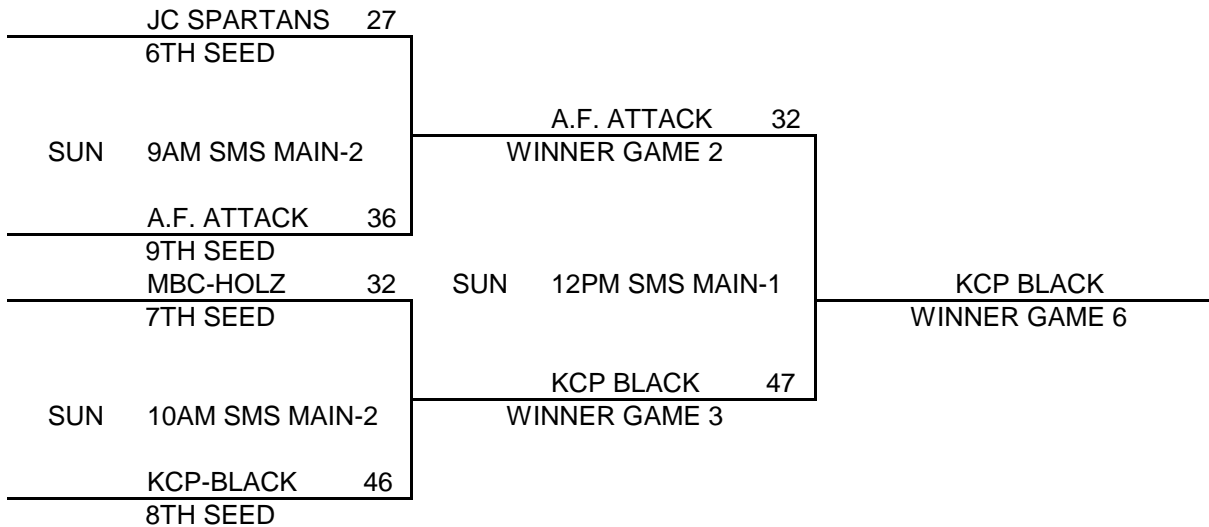 JC SPARTANS 27
6TH SEED
A.F. ATTACK 32
SUN 9AM SMS MAIN-2 WINNER GAME 2
A.F. ATTACK 36
9TH SEED
MBC-HOLZ 32 SUN 12PM SMS MAIN-1 KCP BLACK
7TH SEED WINNER GAME 6
KCP BLACK 47
SUN 10AM SMS MAIN-2 WINNER GAME 3
KCP-BLACK 46
8TH SEED